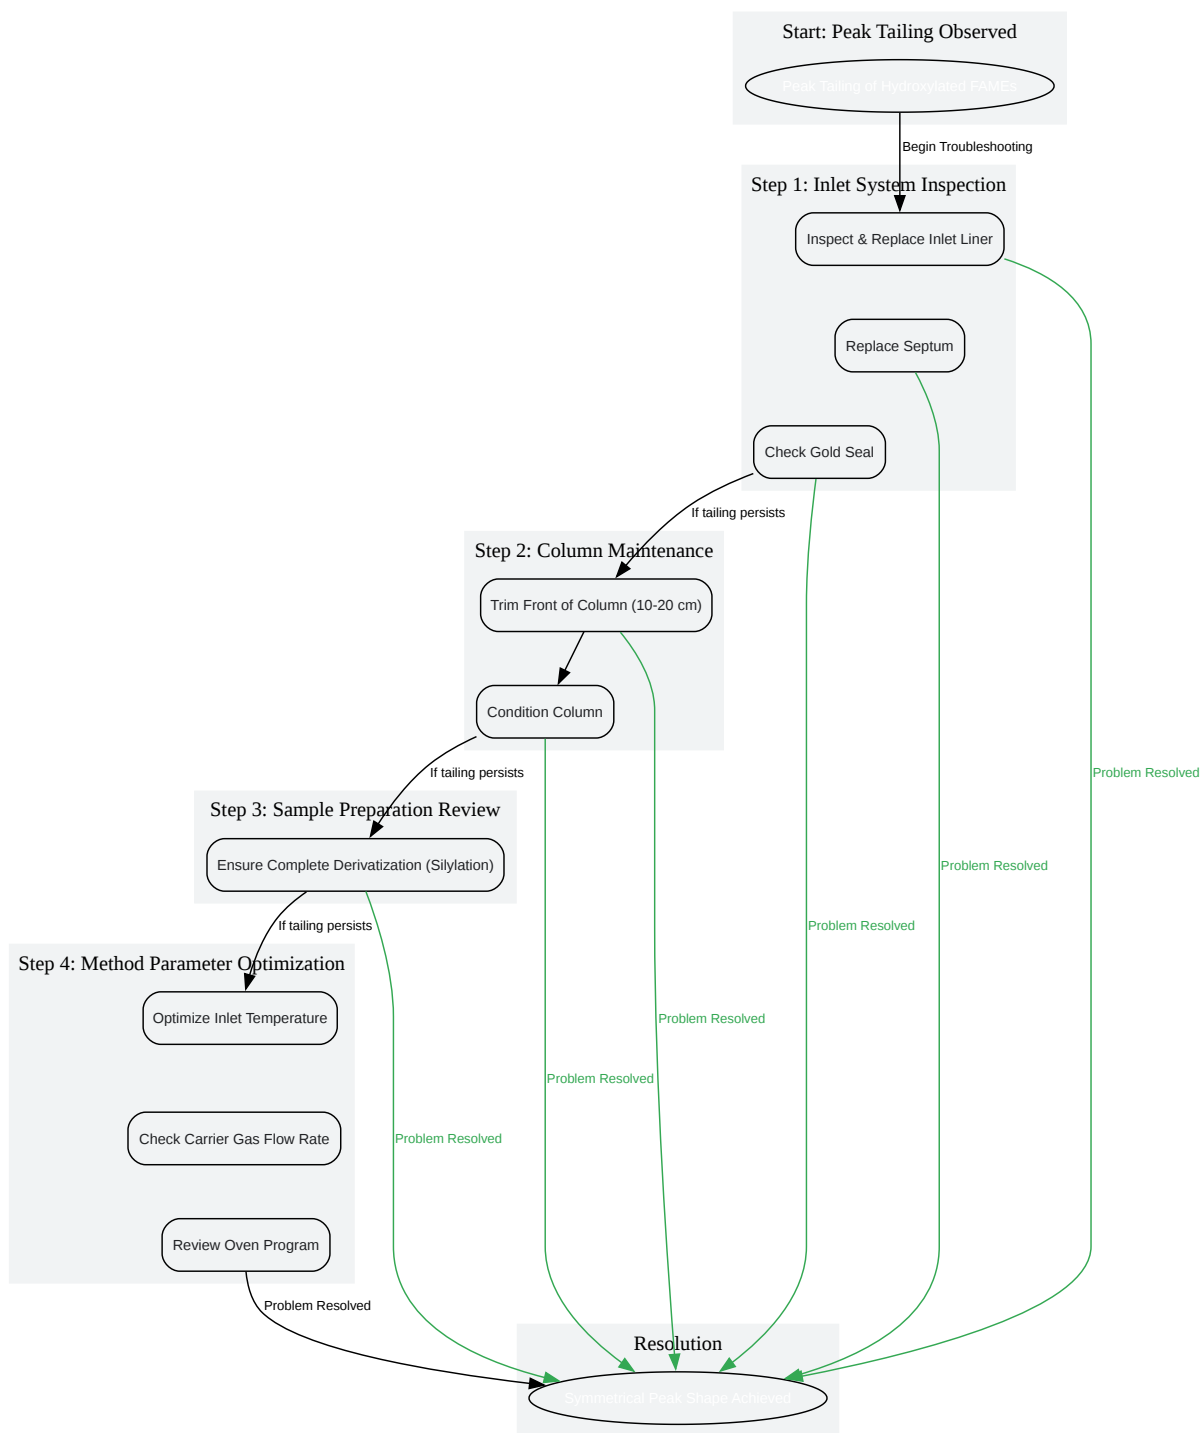 Start: Peak Tailing Observed
Peak Tailing of Hydroxylated FAMEs
Begin Troubleshooting
Step 1: Inlet System Inspection
Inspect & Replace Inlet Liner
Replace Septum
Check Gold Seal
If tailing persists
Step 2: Column Maintenance
Trim Front of Column (10-20 cm)
Condition Column
If tailing persists
Problem Resolved
Step 3: Sample Preparation Review
Ensure Complete Derivatization (Silylation)
Problem Resolved
If tailing persists
Problem Resolved
Step 4: Method Parameter Optimization
Optimize Inlet Temperature
Problem Resolved
Problem Resolved
Check Carrier Gas Flow Rate
Problem Resolved
Review Oven Program
Problem Resolved
Resolution
Symmetrical Peak Shape Achieved